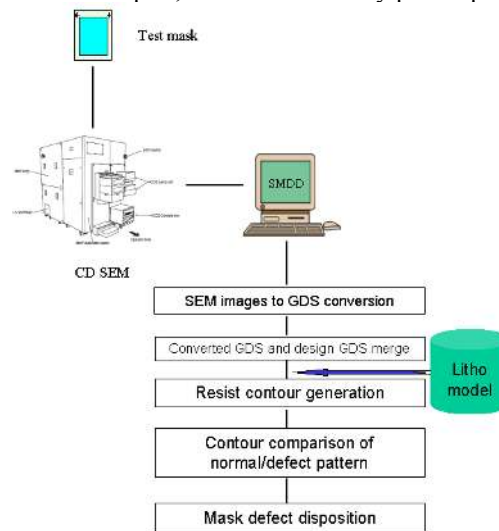 Test mask
SMDD
CD SEM
SEM images to GDS conversion
Converted GDS and design GDS merge
Litho
model
Resist contour generation
Contour comparison of
normal/defect pattern
Mask defect disposition